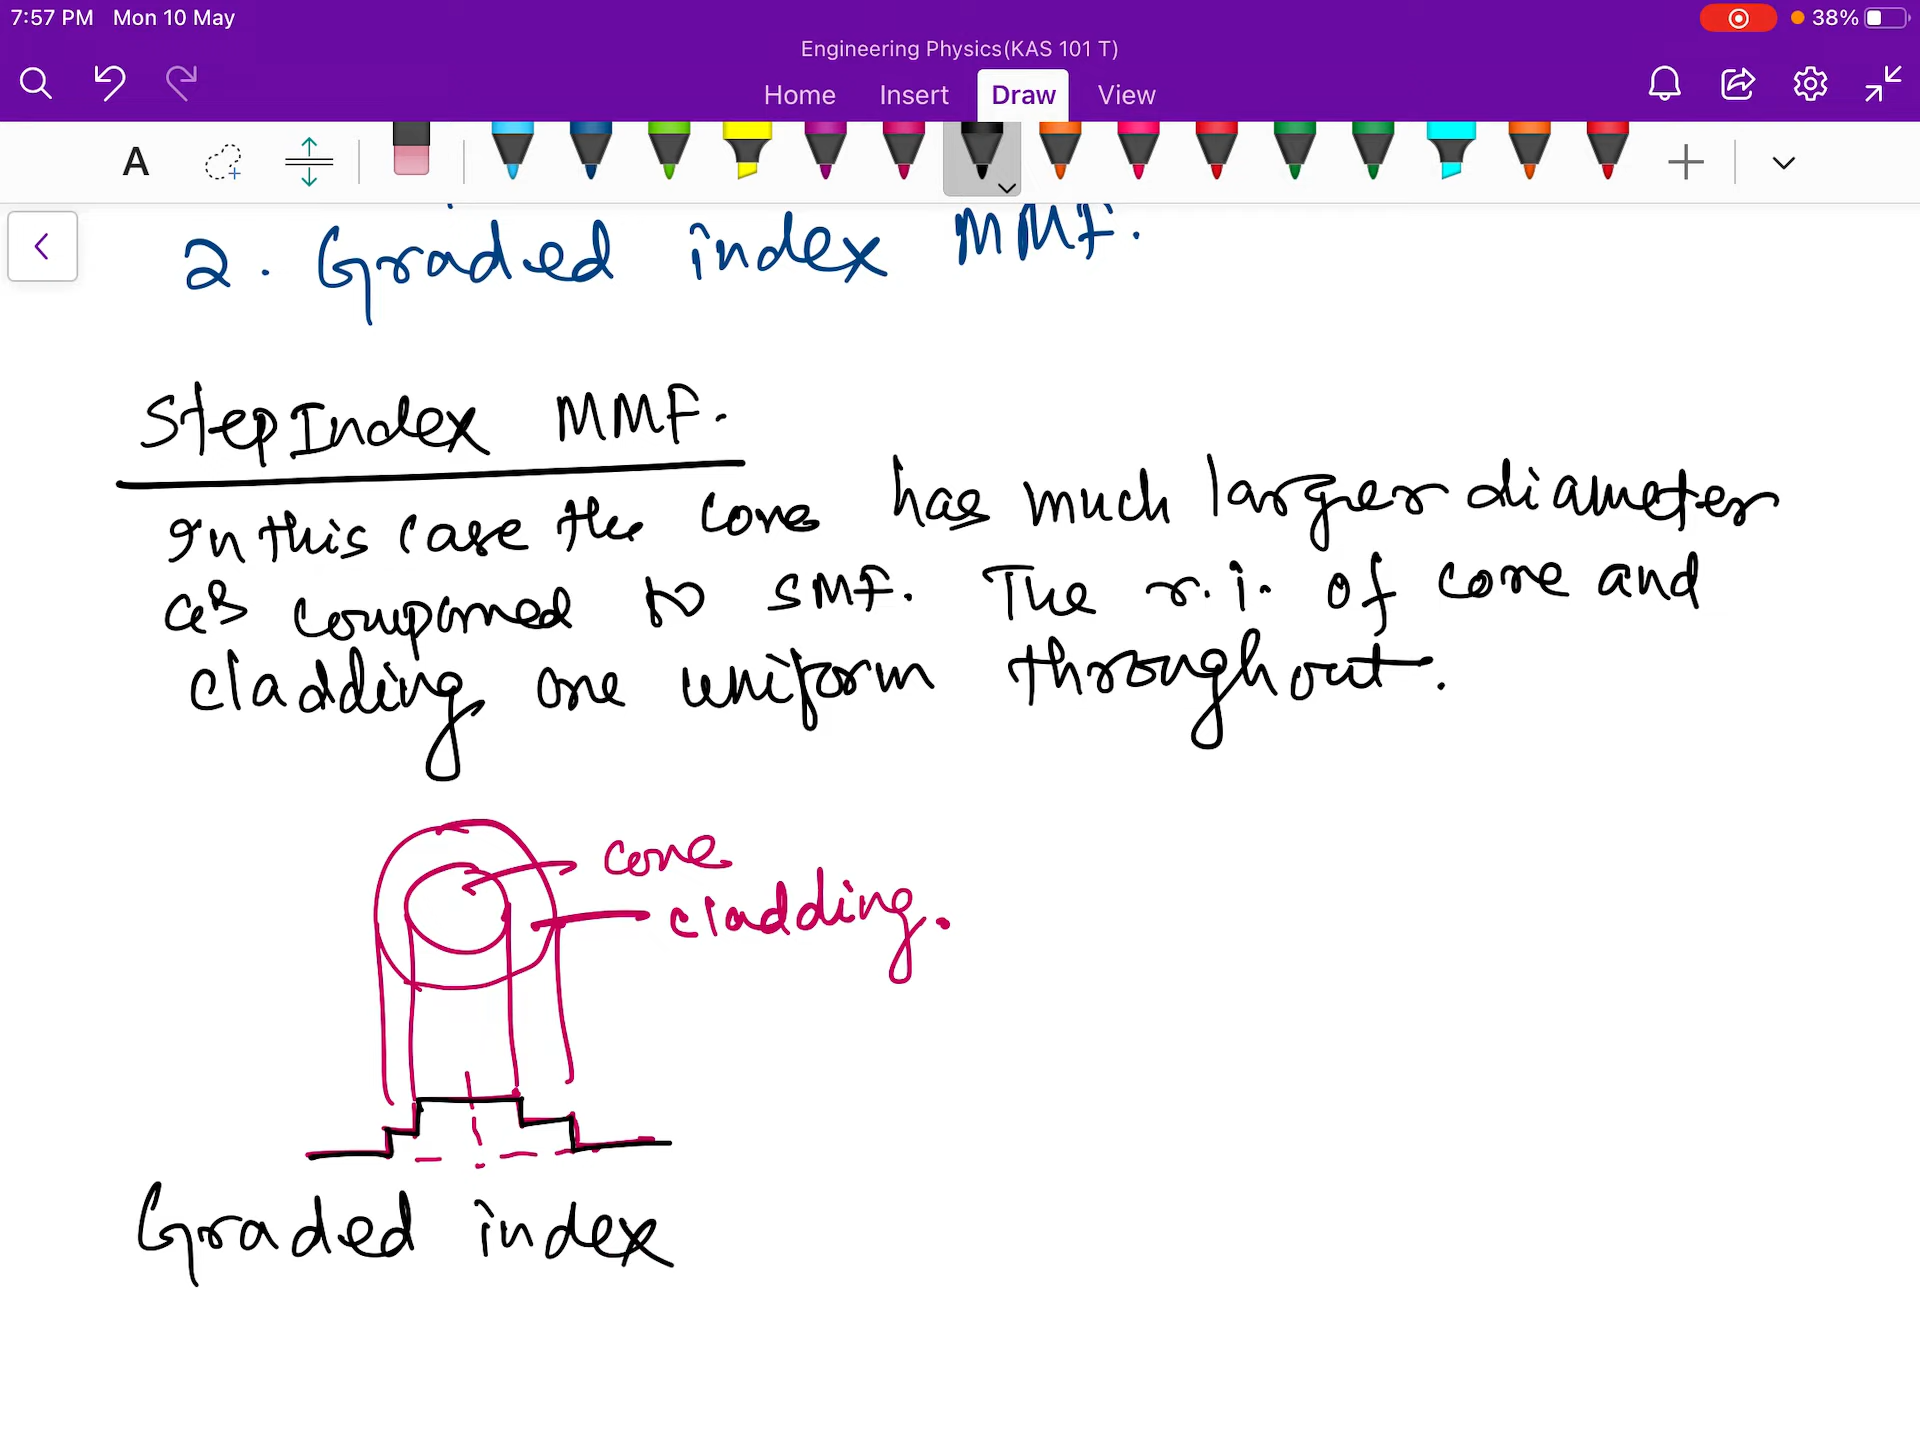 7:57 PM Mon 10 May
38%
Engineering Physics(KAS 101 T)
Home Insert Draw View
A
2. Graded index MMF.
Step Index MMF.
In this case the core has much larger diameter
as compared to SMF. The r.i. of core and
cladding are uniform throughout.
core
cladding.
Graded index